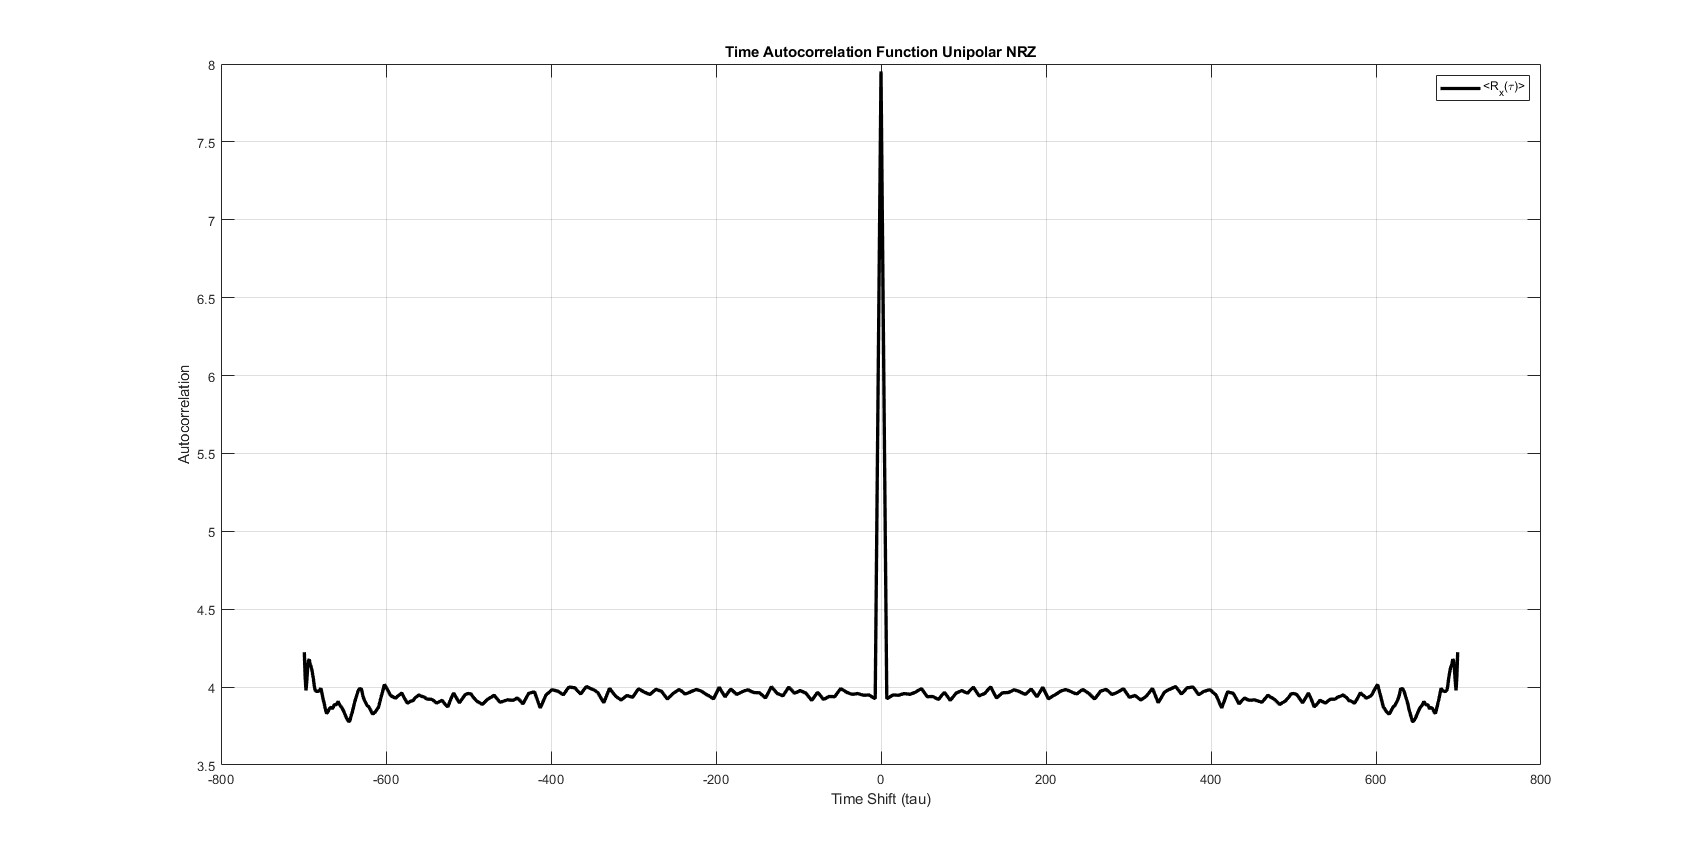 Time Autocorrelation Function Unipolar NRZ
<R_x(τ)>
8
7.5
7
6.5
6
5.5
5
4.5
4
3.5
Autocorrelation
-800 -600 -400 -200 0 200 400 600 800
Time Shift (tau)